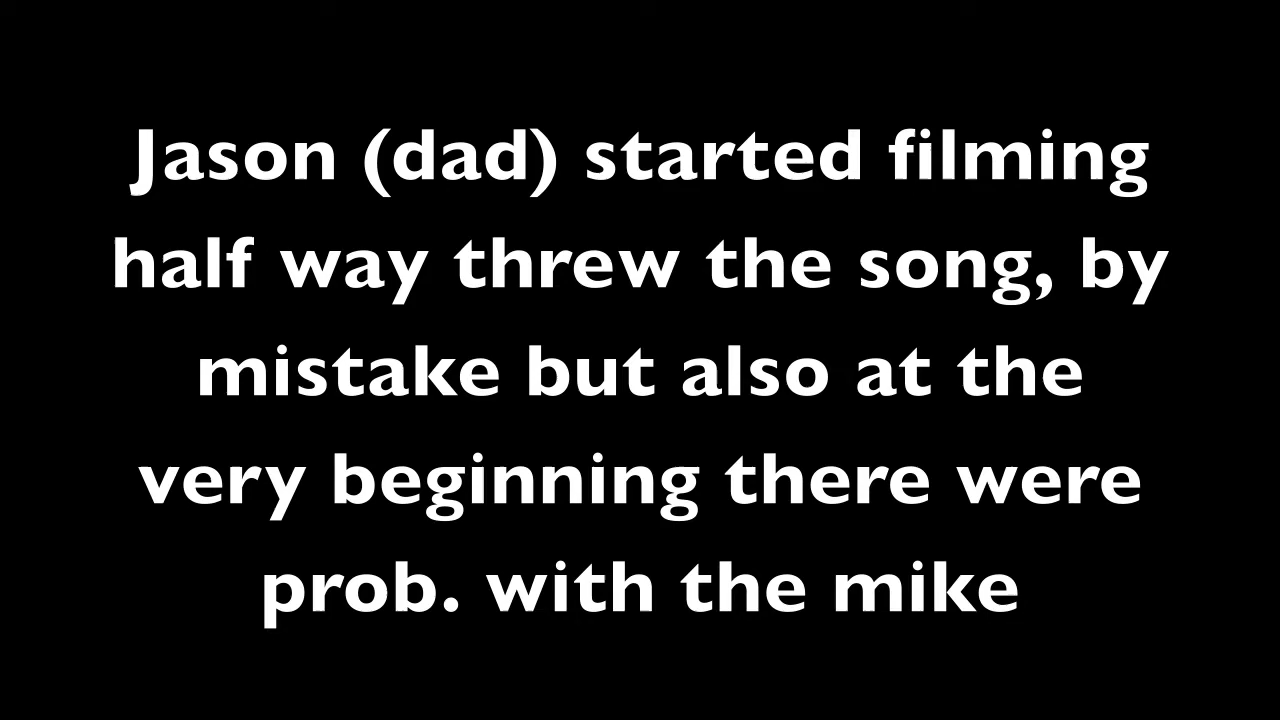 Jason (dad) started filming
half way threw the song, by
mistake but also at the
very beginning there were
prob. with the mike